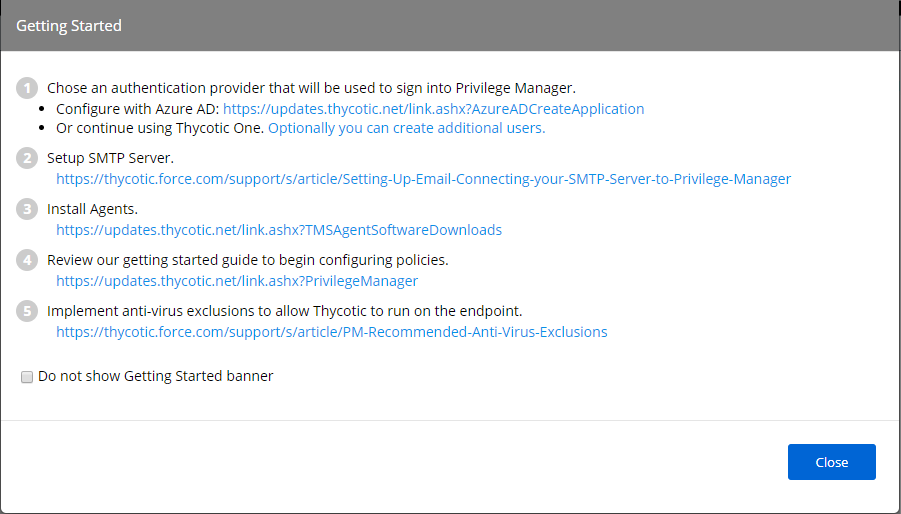 Getting Started
1 Chose an authentication provider that will be used to sign into Privilege Manager.
• Configure with Azure AD: https://updates.thycotic.net/link.ashx?AzureADCreateApplication
• Or continue using Thycotic One. Optionally you can create additional users.
2 Setup SMTP Server.
https://thycotic.force.com/support/s/article/Setting-Up-Email-Connecting-your-SMTP-Server-to-Privilege-Manager
3 Install Agents.
https://updates.thycotic.net/link.ashx?TMSAgentSoftwareDownloads
4 Review our getting started guide to begin configuring policies.
https://updates.thycotic.net/link.ashx?PrivilegeManager
5 Implement anti-virus exclusions to allow Thycotic to run on the endpoint.
https://thycotic.force.com/support/s/article/PM-Recommended-Anti-Virus-Exclusions
Do not show Getting Started banner
Close